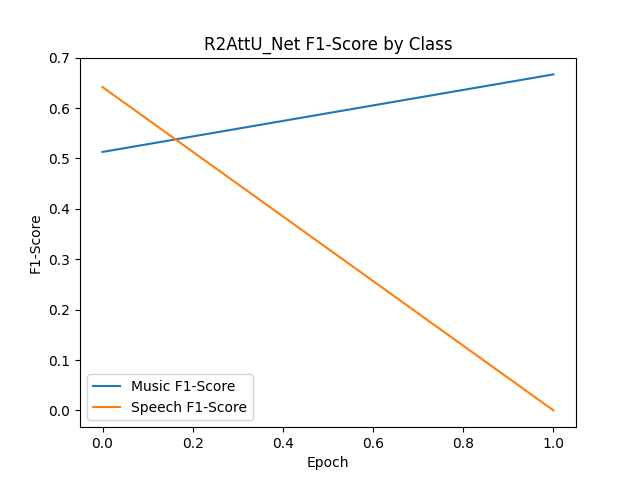 R2AttU_Net F1-Score by Class
0.7
0.6
0.5
0.4
0.3
0.2
0.1
0.0
F1-Score
Music F1-Score
Speech F1-Score
0.0 0.2 0.4 0.6 0.8 1.0
Epoch